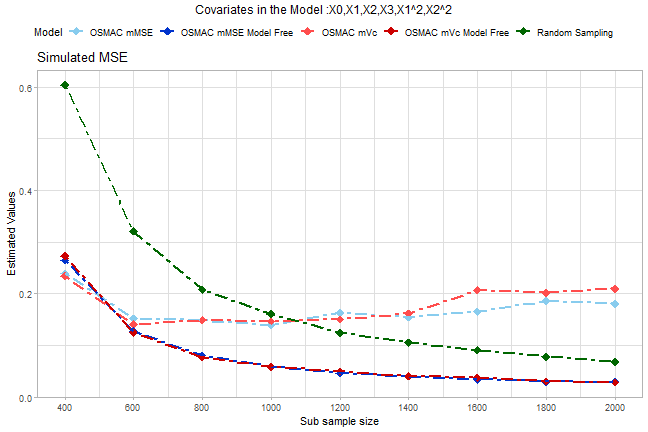 Covariates in the Model :X0,X1,X2,X3,X1^2,X2^2
Model OSMAC mMSE OSMAC mMSE Model Free OSMAC mVc OSMAC mVc Model Free Random Sampling
Simulated MSE
Estimated Values
0.6
0.4
0.2
0.0
400 600 800 1000 1200 1400 1600 1800 2000
Sub sample size